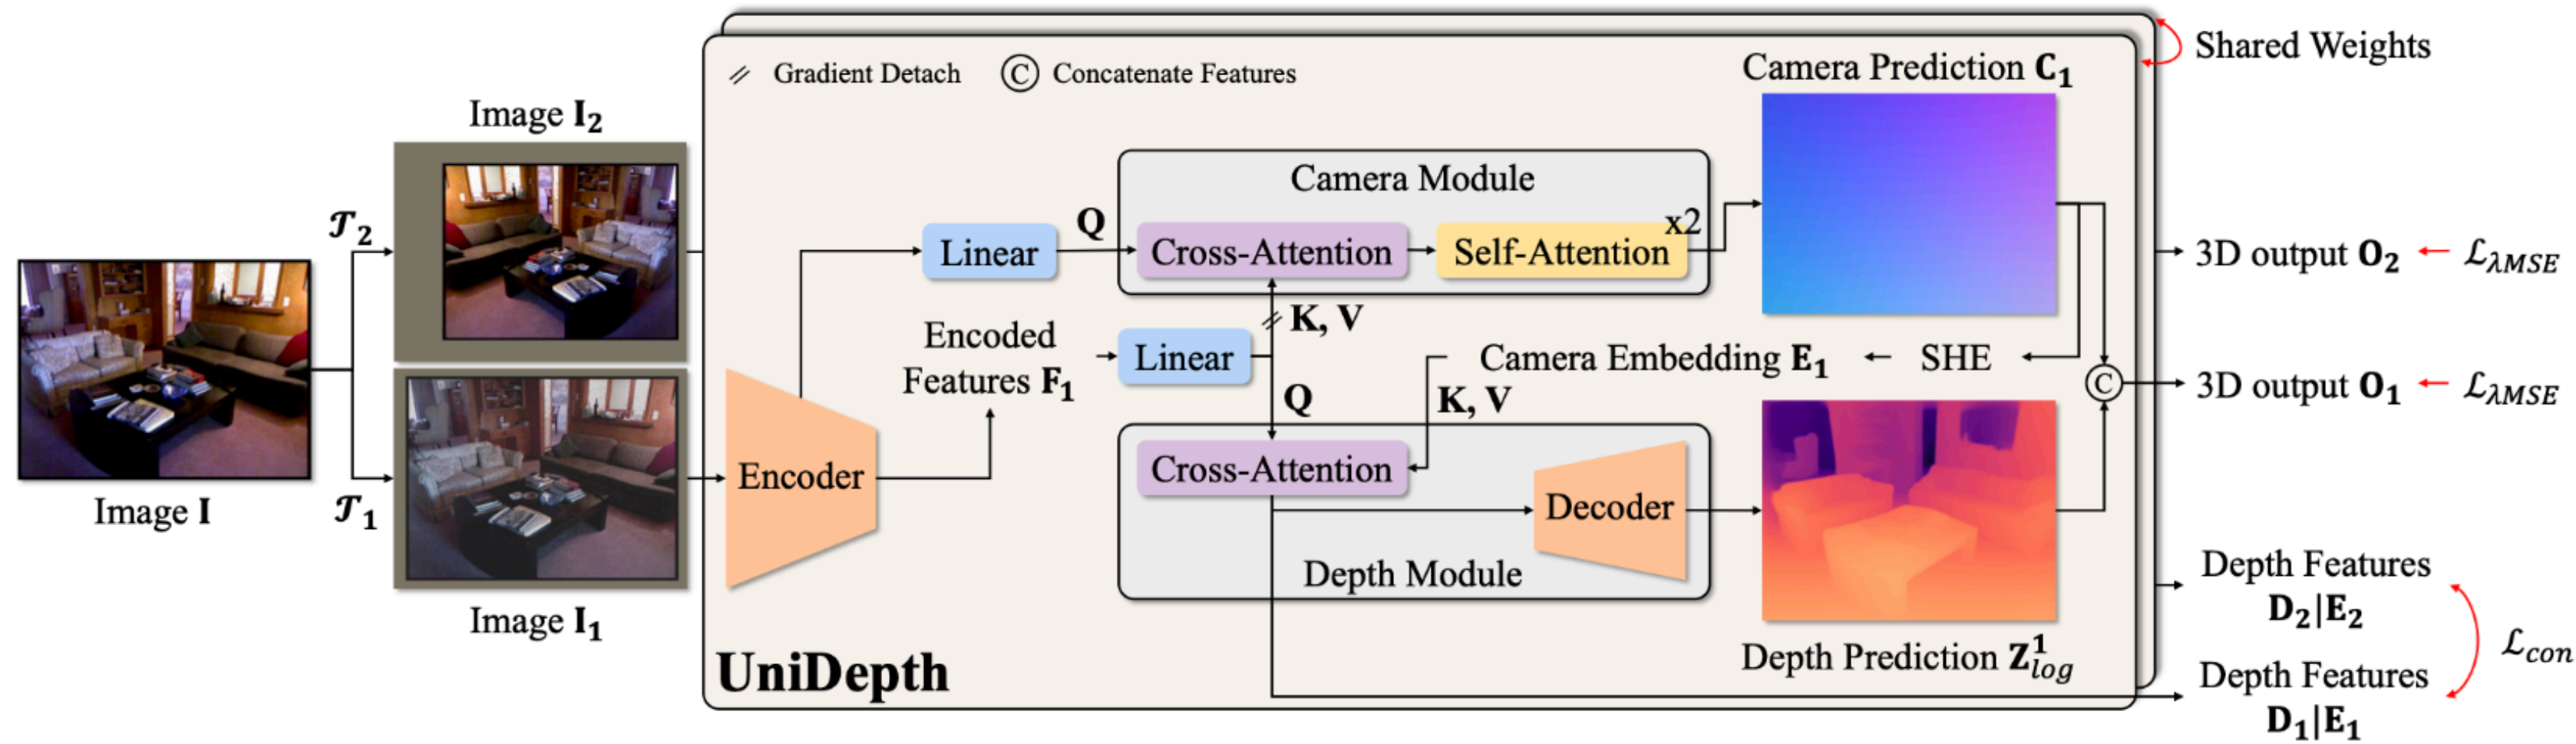 Gradient Detach
C Concatenate Features
Camera Prediction C₁
Shared Weights
Image I₂
Camera Module
𝒯₂
Q
x2
Linear
Cross-Attention
Self-Attention
3D output O₂
ℒλMSE
K, V
Encoded
Features F₁
Linear
Camera Embedding E₁
SHE
C
3D output O₁
ℒλMSE
Q
K, V
Encoder
Cross-Attention
Decoder
Image I
𝒯₁
Depth Module
Depth Features
D₂|E₂
Image I₁
UniDepth
Depth Prediction Z¹log
ℒcon
Depth Features
D₁|E₁